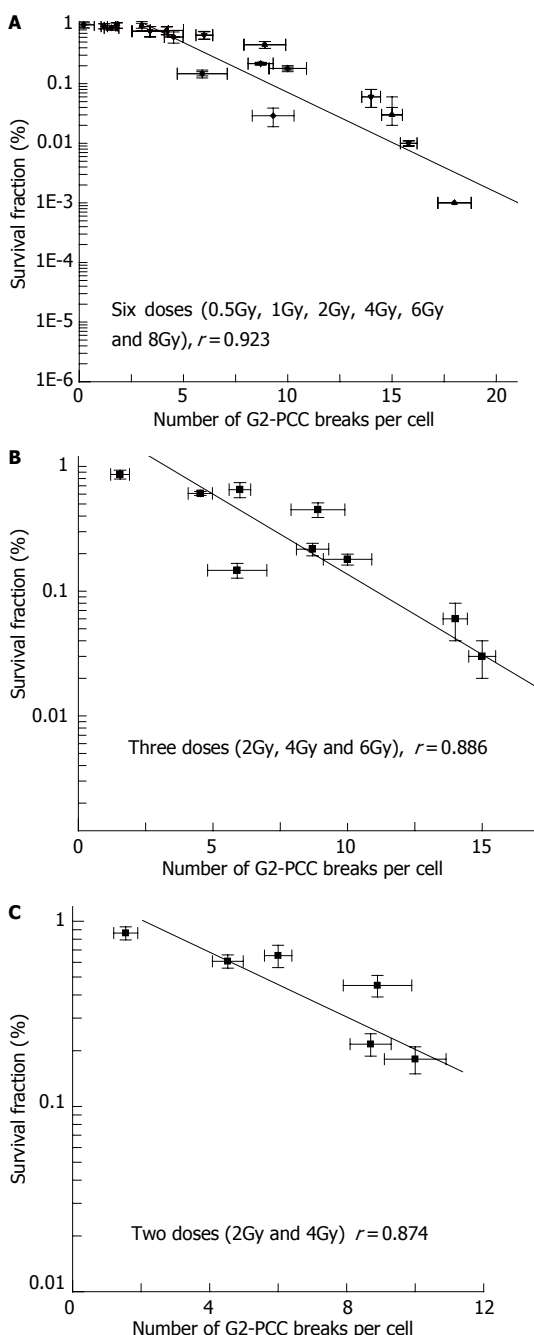 A
Survival fraction (%)
1
0.1
0.01
1E-3
1E-4
1E-5
1E-6
Six doses (0.5Gy, 1Gy, 2Gy, 4Gy, 6Gy
and 8Gy), r = 0.923
0 5 10 15 20
Number of G2-PCC breaks per cell
B
Survival fraction (%)
1
0.1
0.01
Three doses (2Gy, 4Gy and 6Gy), r = 0.886
0 5 10 15
Number of G2-PCC breaks per cell
C
Survival fraction (%)
1
0.1
0.01
Two doses (2Gy and 4Gy) r = 0.874
0 4 8 12
Number of G2-PCC breaks per cell